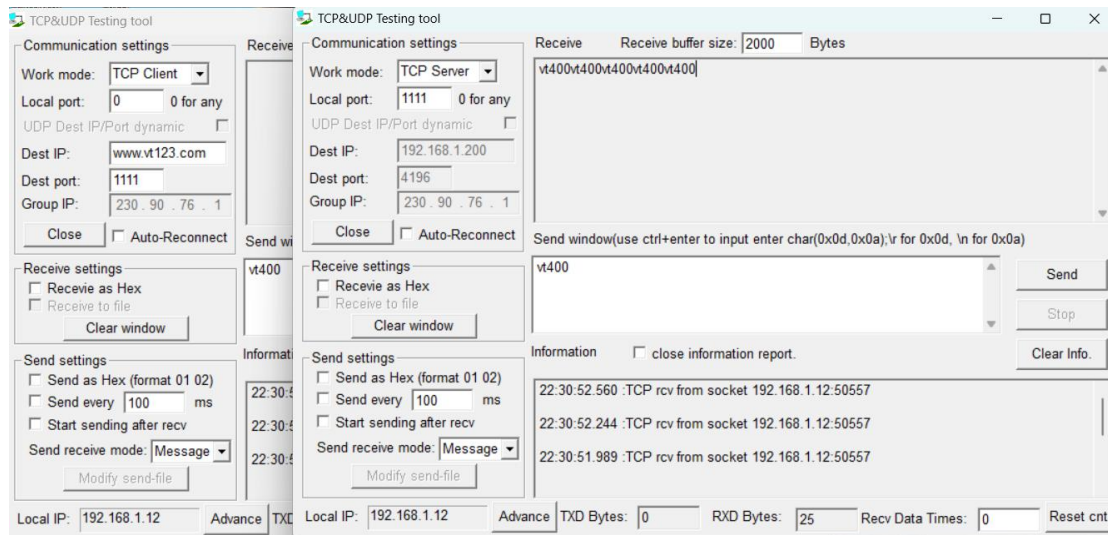 TCP&UDP Testing tool
Communication settings
Work mode: TCP Client
Local port: 0 0 for any
UDP Dest IP/Port dynamic
Dest IP: www.vt123.com
Dest port: 1111
Group IP: 230 . 90 . 76 . 1
Close Auto-Reconnect
Receive settings
Recevie as Hex
Receive to file
Clear window
Send settings
Send as Hex (format 01 02)
Send every 100 ms
Start sending after recv
Send receive mode: Message
Modify send-file
Local IP: 192.168.1.12 Advance TXD
Receive
Send wi
vt400
Informati
22:30:5
22:30:5
22:30:5
TCP&UDP Testing tool
Communication settings
Work mode: TCP Server
Local port: 1111 0 for any
UDP Dest IP/Port dynamic
Dest IP: 192.168.1.200
Dest port: 4196
Group IP: 230 . 90 . 76 . 1
Close Auto-Reconnect
Receive settings
Recevie as Hex
Receive to file
Clear window
Send settings
Send as Hex (format 01 02)
Send every 100 ms
Start sending after recv
Send receive mode: Message
Modify send-file
Receive Receive buffer size: 2000 Bytes
vt400vt400vt400vt400vt400
Send window(use ctrl+enter to input enter char(0x0d,0x0a);\r for 0x0d, \n for 0x0a)
vt400
Send
Stop
Information close information report. Clear Info.
22:30:52.560 :TCP rcv from socket 192.168.1.12:50557
22:30:52.244 :TCP rcv from socket 192.168.1.12:50557
22:30:51.989 :TCP rcv from socket 192.168.1.12:50557
Local IP: 192.168.1.12 Advance TXD Bytes: 0 RXD Bytes: 25 Recv Data Times: 0 Reset cnt